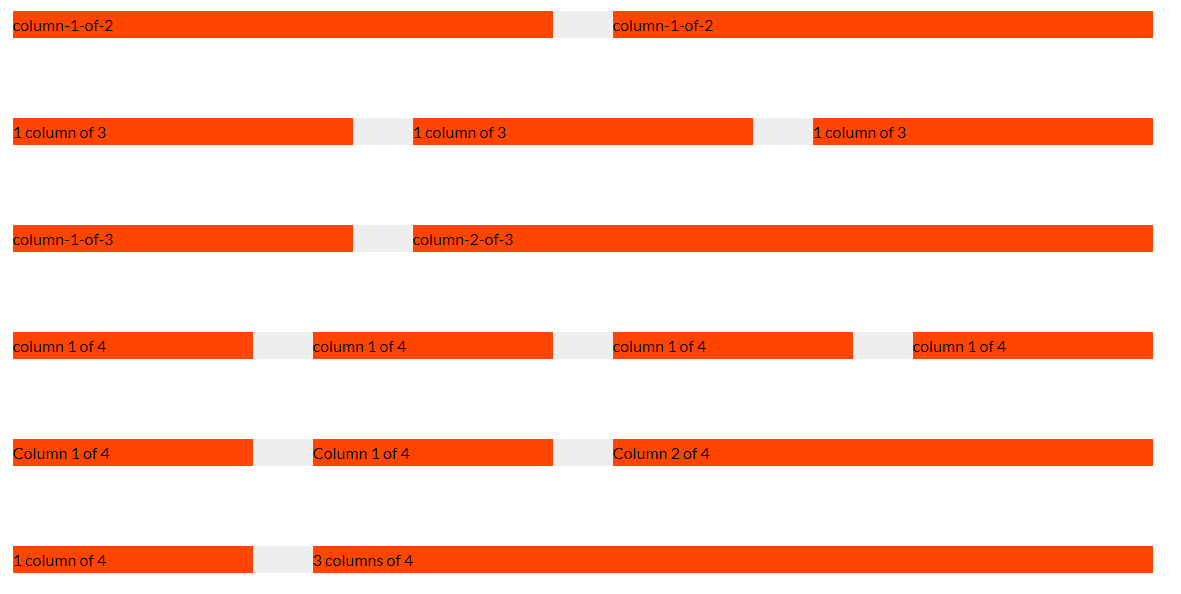 column-1-of-2 column-1-of-2
1 column of 3 1 column of 3 1 column of 3
column-1-of-3 column-2-of-3
column 1 of 4 column 1 of 4 column 1 of 4 column 1 of 4
Column 1 of 4 Column 1 of 4 Column 2 of 4
1 column of 4 3 columns of 4